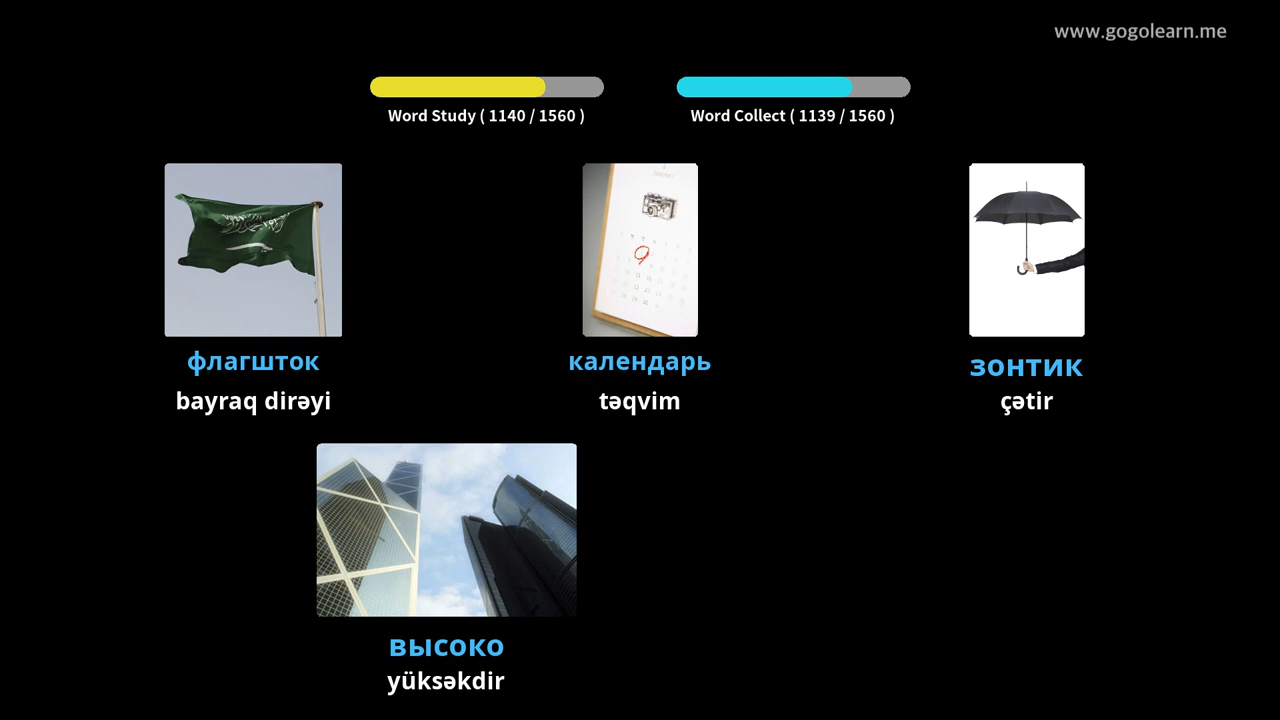 www.gogolearn.me
Word Study ( 1140 / 1560 )
Word Collect ( 1139 / 1560 )
флагшток
bayraq dirəyi
календарь
təqvim
зонтик
çətir
9
высоко
yüksəkdir